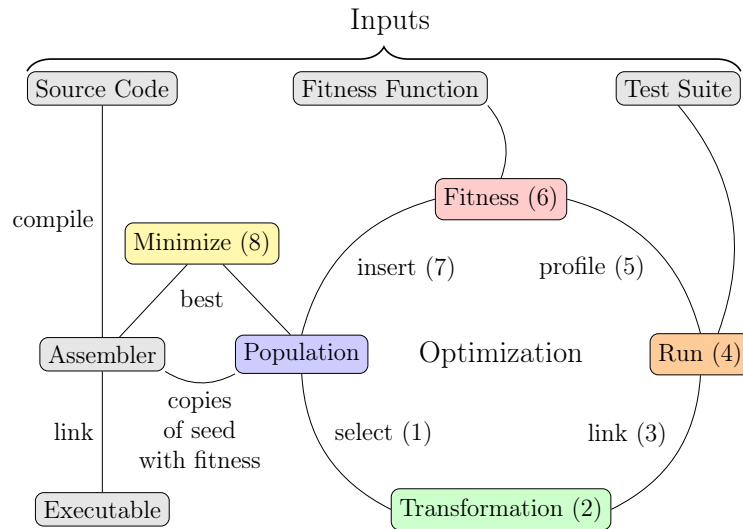 Inputs
Source Code
Fitness Function
Test Suite
Fitness (6)
compile
Minimize (8)
insert (7)
profile (5)
best
Assembler
Population
Optimization
Run (4)
copies
of seed
with fitness
link
select (1)
link (3)
Executable
Transformation (2)